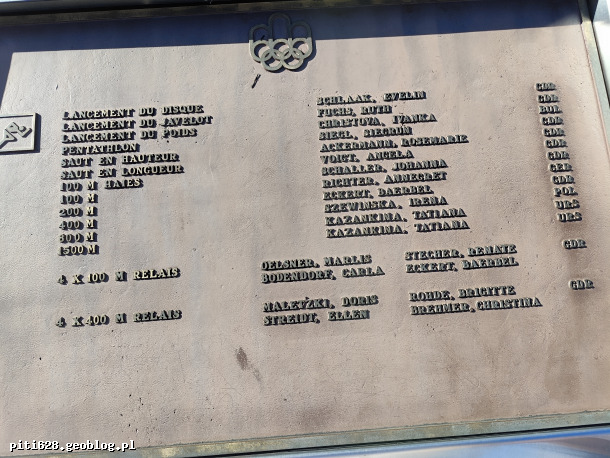 LANCEMENT DU DISQUE SCHLAAK, EVELIN GDR
LANCEMENT DU JAVELOT FUCHS, RUTH GDR
LANCEMENT DU POIDS CHRISTOVA, IVANKA BUL
PENTATHLON SIEGL, SIEGRUN GDR
SAUT EN HAUTEUR ACKERMANN, ROSEMARIE GDR
SAUT EN LONGUEUR VOIGT, ANGELA GDR
100 M HAIES SCHALLER, JOHANNA GDR
100 M RICHTER, ANNEGRET GER
200 M ECKERT, BAERBEL GDR
400 M SZEWINSKA, IRENA POL
800 M KAZANKINA, TATIANA URS
1500 M KAZANKINA, TATIANA URS
4 X 100 M RELAIS OELSNER, MARLIS STECHER, RENATE GDR
BODENDORF, CARLA ECKERT, BAERBEL
4 X 400 M RELAIS MALETZKI, DORIS ROHDE, BRIGITTE GDR
STREIDT, ELLEN BREHMER, CHRISTINA
piti628.geoblog.pl